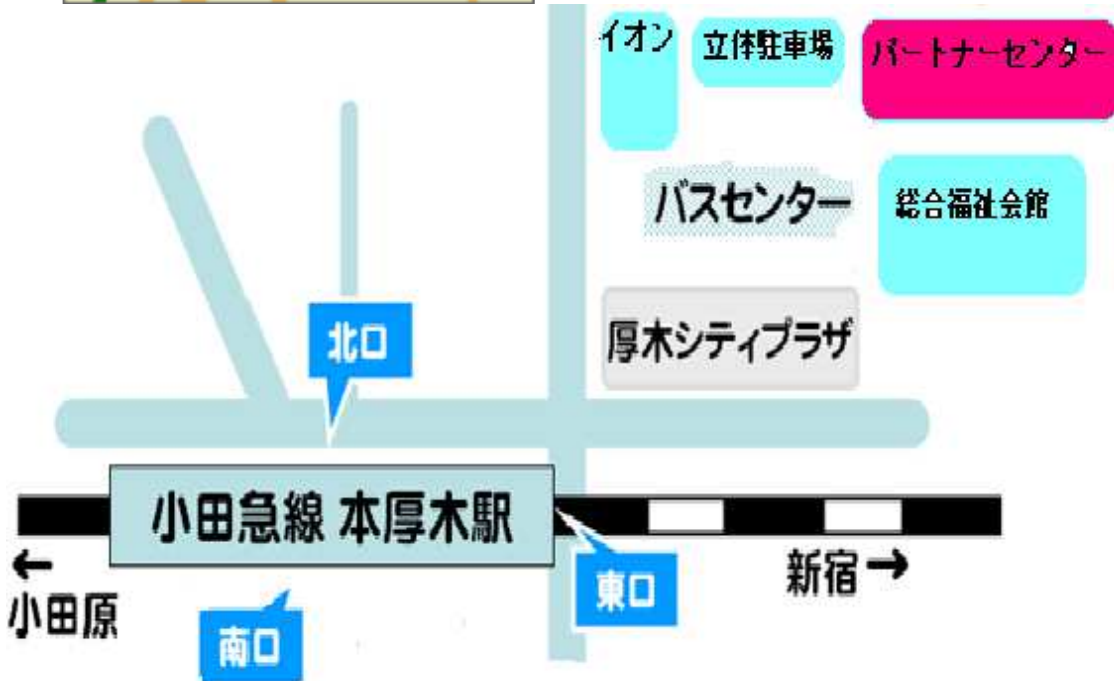 イオン
立体駐車場
パートナーセンター
バスセンター
総合福祉会館
北口
厚木シティプラザ
小田急線 本厚木駅
←
小田原
東口
新宿→
南口